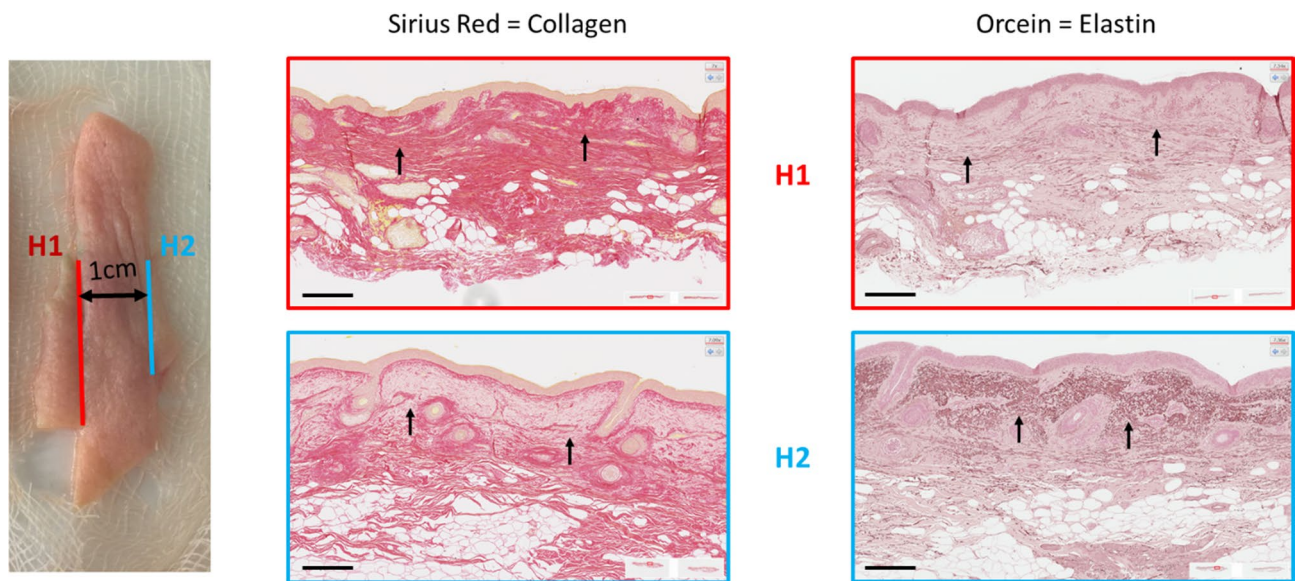 Sirius Red = Collagen
Orcein = Elastin
H1
H2
1cm
H1
H2